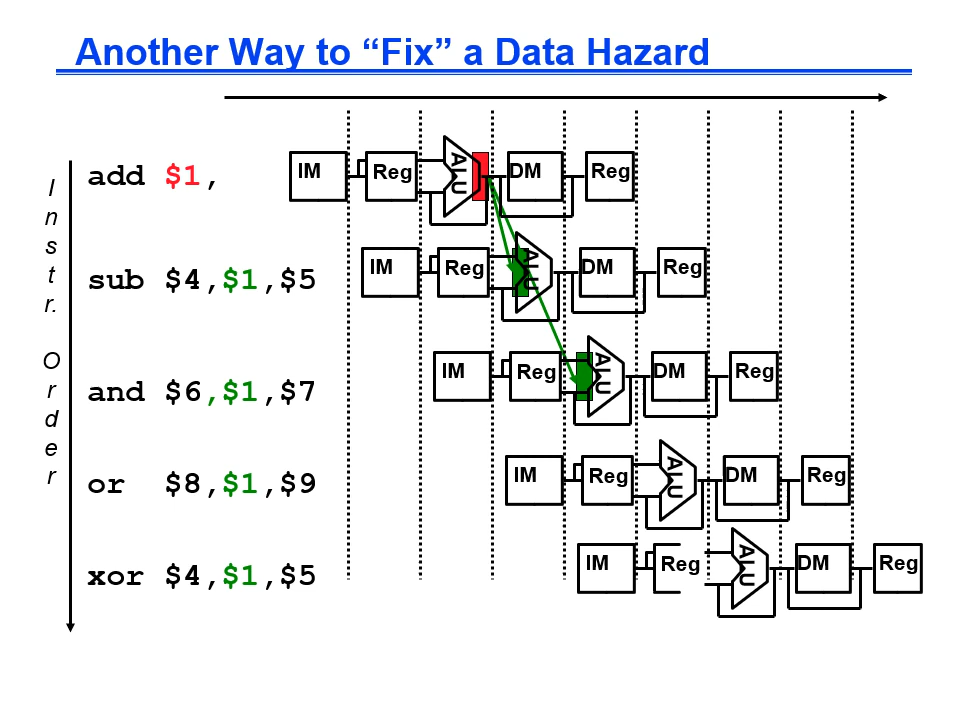 Another Way to “Fix” a Data Hazard
Instr. Order
add $1,
IM Reg ALU DM Reg
sub $4,$1,$5
IM Reg ALU DM Reg
and $6,$1,$7
IM Reg ALU DM Reg
or $8,$1,$9
IM Reg ALU DM Reg
xor $4,$1,$5
IM Reg ALU DM Reg